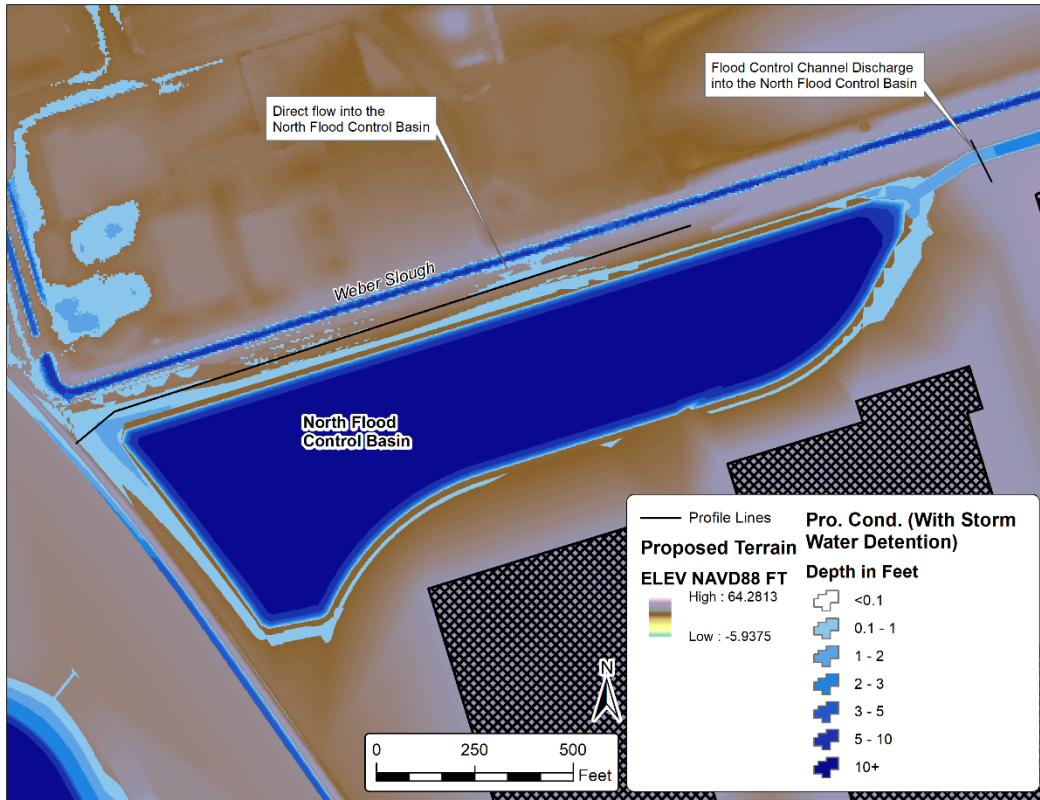 Flood Control Channel Discharge
into the North Flood Control Basin
Direct flow into the
North Flood Control Basin
Weber Slough
North Flood
Control Basin
Profile Lines
Proposed Terrain
ELEV NAVD88 FT
High : 64.2813
Low : -5.9375
Pro. Cond. (With Storm
Water Detention)
Depth in Feet
<0.1
0.1 - 1
1 - 2
2 - 3
3 - 5
5 - 10
10+
N
0 250 500
Feet